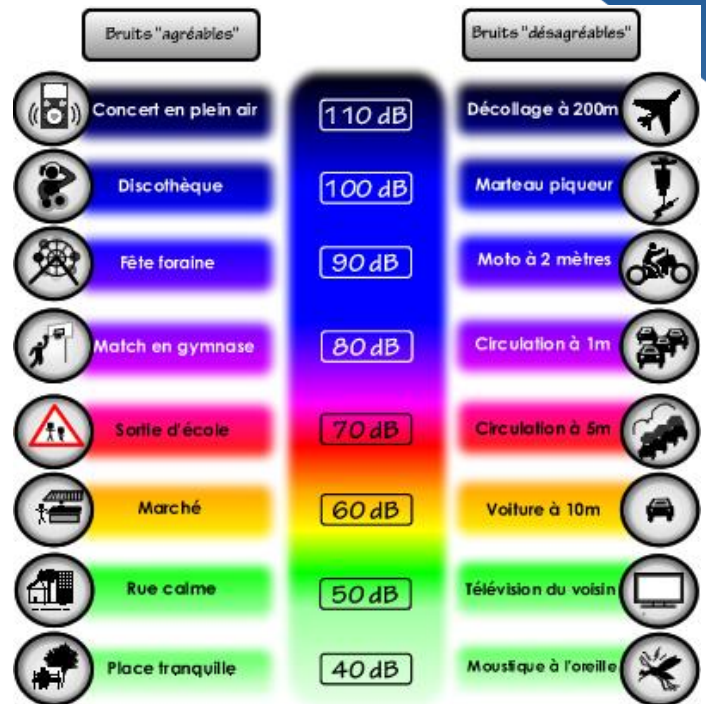 Bruits "agréables"
Bruits "désagréables"
Concert en plein air
110 dB
Décollage à 200m
Discothèque
100 dB
Marteau piqueur
Fête foraine
90 dB
Moto à 2 mètres
Match en gymnase
80 dB
Circulation à 1m
Sortie d'école
70 dB
Circulation à 5m
Marché
60 dB
Voiture à 10m
Rue calme
50 dB
Télévision du voisin
Place tranquille
40 dB
Moustique à l'oreille